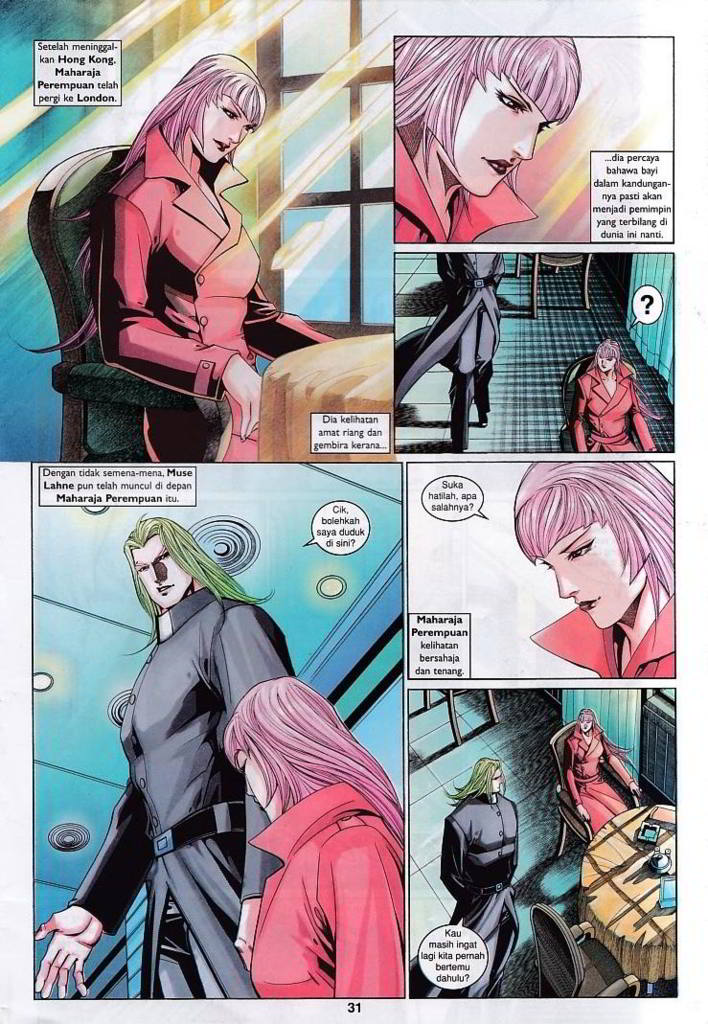 Setelah meninggal-
kan Hong Kong,
Maharaja
Perempuan telah
pergi ke London.
Dia kelihatan
amat riang dan
gembira kerana...
...dia percaya
bahawa bayi
dalam kandungan-
nya pasti akan
menjadi pemimpin
yang terbilang di
dunia ini nanti.
?
Dengan tidak semena-mena, Muse
Lahne pun telah muncul di depan
Maharaja Perempuan itu.
Cik,
bolehkah
saya duduk
di sini?
Suka
hatilah, apa
salahnya?
Maharaja
Perempuan
kelihatan
bersahaja
dan tenang.
Kau
masih ingat
lagi kita pernah
bertemu
dahulu?
31